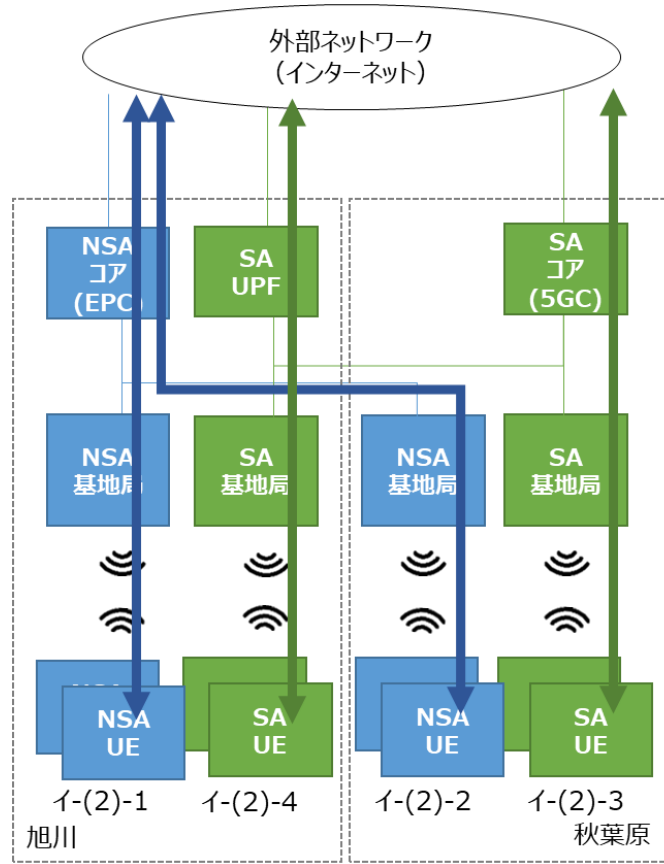 外部ネットワーク
(インターネット)
NSA
コア
(EPC)
SA
UPF
SA
コア
(5GC)
NSA
基地局
SA
基地局
NSA
基地局
SA
基地局
NSA
UE
SA
UE
NSA
UE
SA
UE
イ-(2)-1
イ-(2)-4
イ-(2)-2
イ-(2)-3
旭川
秋葉原